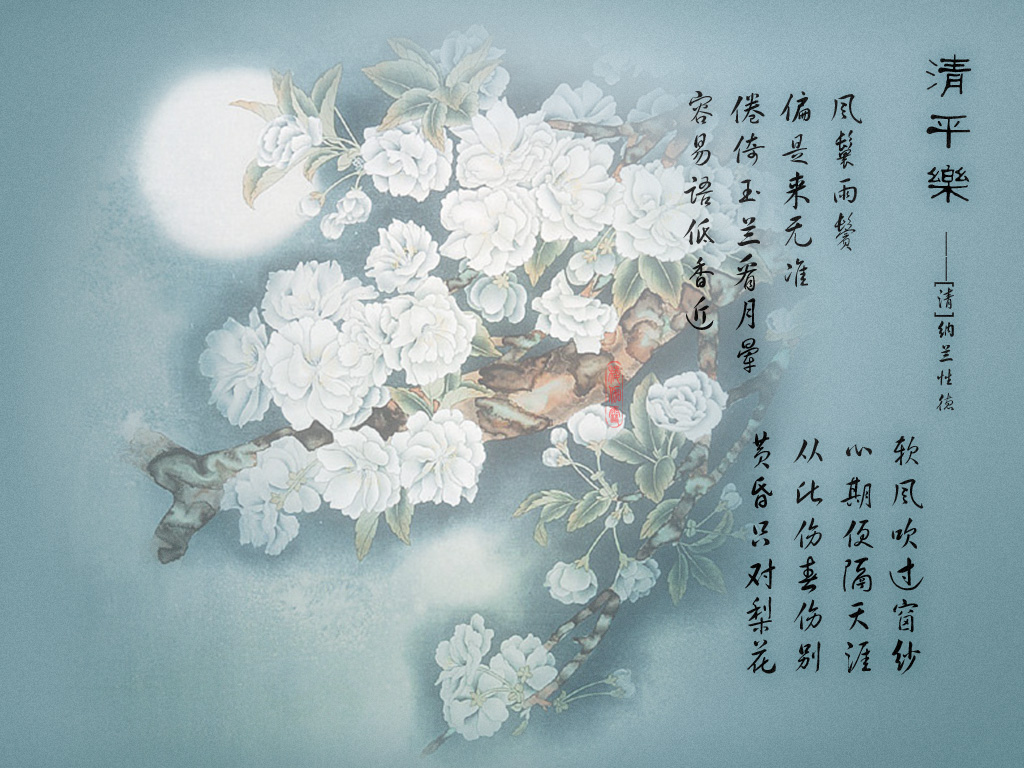 清平樂 ——[清]纳兰性德
风鬟雨鬓
偏是来无准
倦倚玉兰看月晕
容易语低香近
软风吹过窗纱
心期便隔天涯
从此伤春伤别
黄昏只对梨花